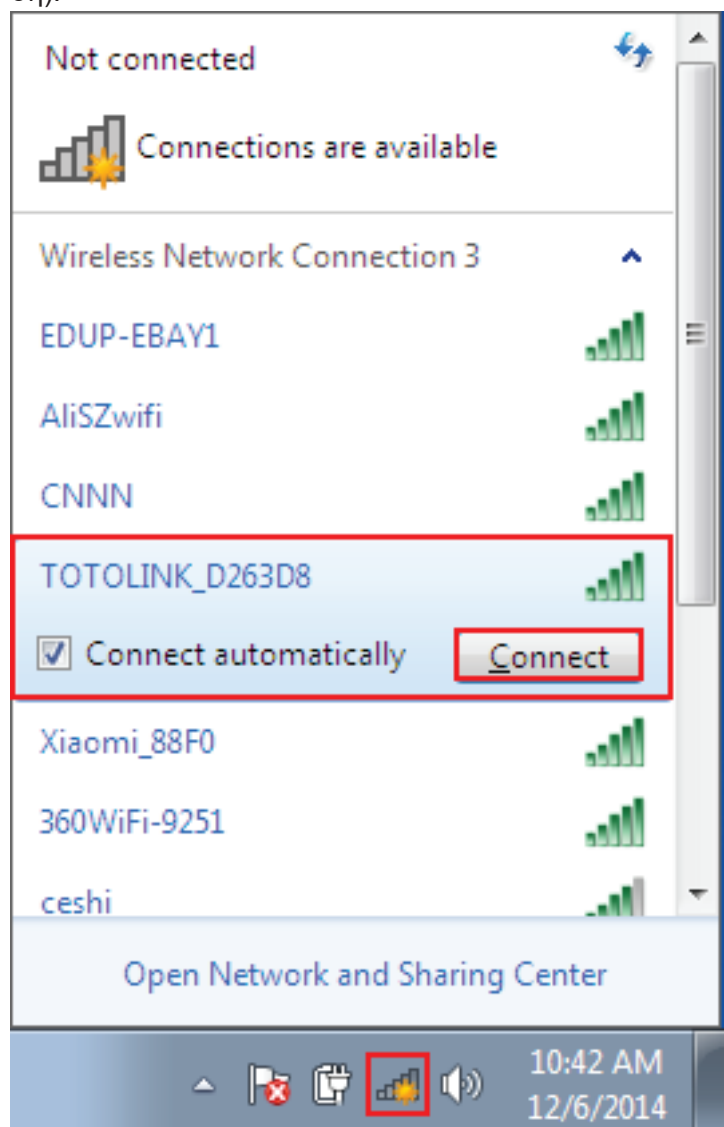 Not connected
Connections are available
Wireless Network Connection 3
EDUP-EBAY1
AliSZwifi
CNNN
TOTOLINK_D263D8
Connect automatically
Connect
Xiaomi_88F0
360WiFi-9251
ceshi
Open Network and Sharing Center
10:42 AM
12/6/2014